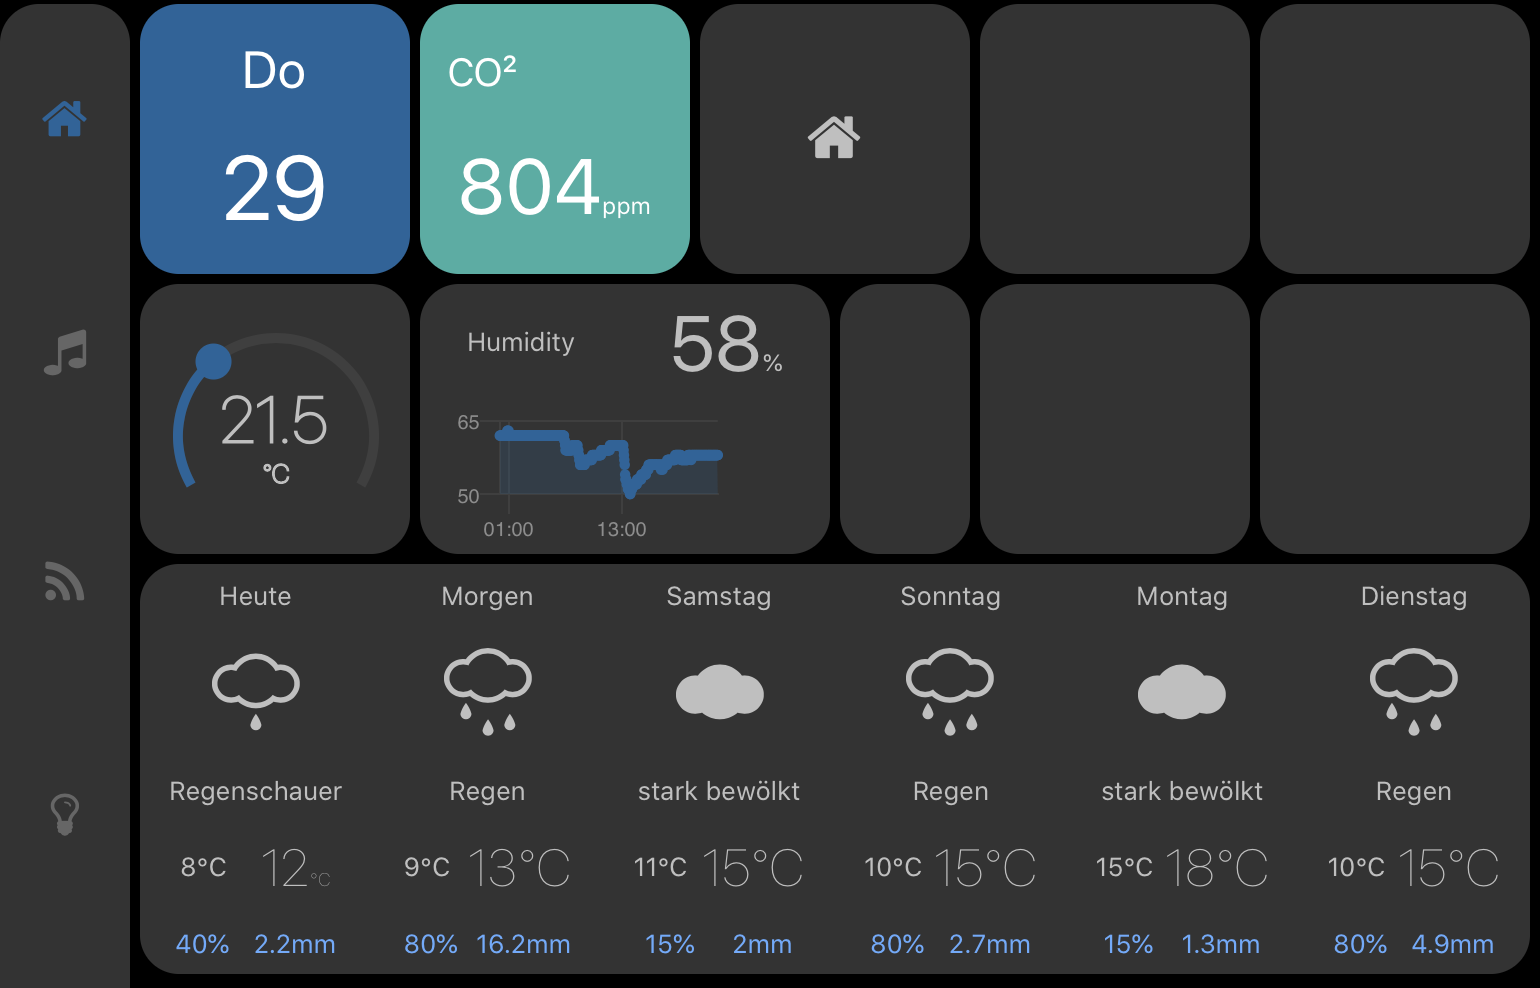 Do
29
CO²
804ppm
21.5
°C
Humidity
58%
65
50
01:00 13:00
Heute Morgen Samstag Sonntag Montag Dienstag
Regenschauer Regen stark bewölkt Regen stark bewölkt Regen
8°C 12°C 9°C 13°C 11°C 15°C 10°C 15°C 15°C 18°C 10°C 15°C
40% 2.2mm 80% 16.2mm 15% 2mm 80% 2.7mm 15% 1.3mm 80% 4.9mm